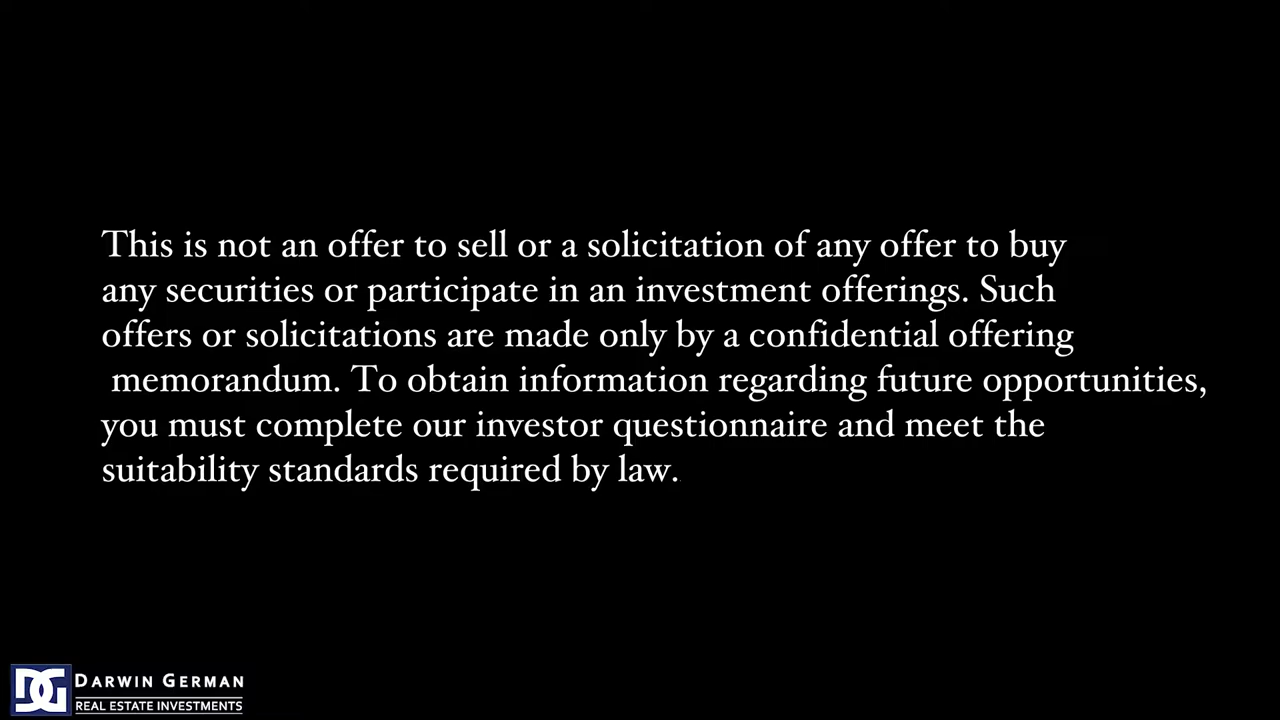 This is not an offer to sell or a solicitation of any offer to buy
any securities or participate in an investment offerings. Such
offers or solicitations are made only by a confidential offering
memorandum. To obtain information regarding future opportunities,
you must complete our investor questionnaire and meet the
suitability standards required by law.
DG DARWIN GERMAN
REAL ESTATE INVESTMENTS